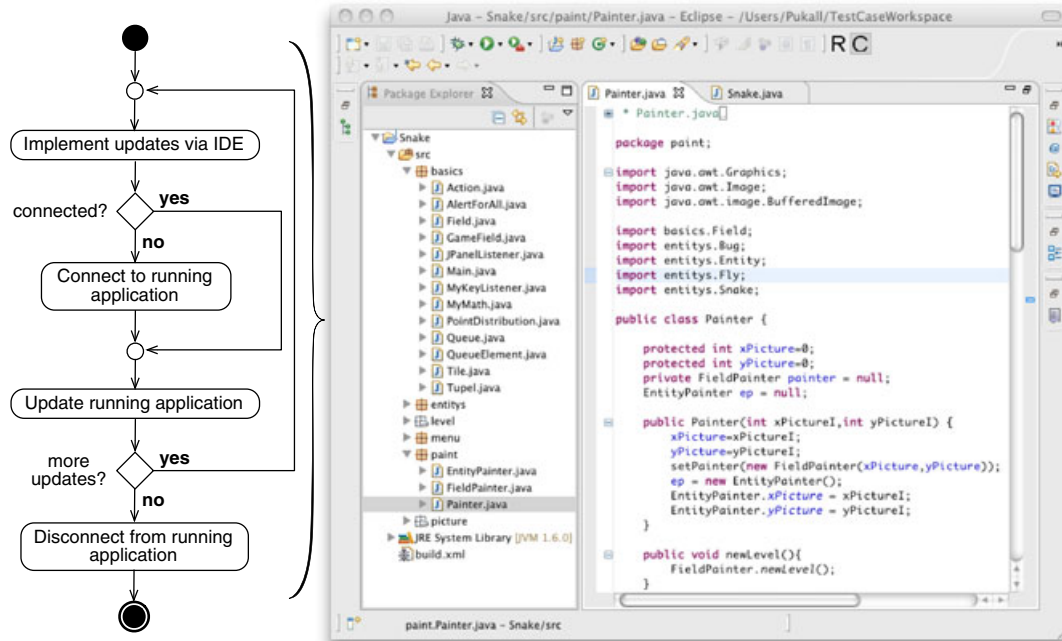 Implement updates via IDE
connected?
yes
no
Connect to running
application
Update running application
more
updates?
yes
no
Disconnect from running
application
Java - Snake/src/paint/Painter.java - Eclipse - /Users/Pukall/TestCaseWorkspace
R C
Package Explorer
Snake
src
basics
Action.java
AlertForAll.java
Field.java
GameField.java
JPanelListener.java
Main.java
MyKeyListener.java
MyMath.java
PointDistribution.java
Queue.java
QueueElement.java
Tile.java
Tupel.java
entitys
level
menu
paint
EntityPainter.java
FieldPainter.java
Painter.java
picture
JRE System Library [JVM 1.6.0]
build.xml
Painter.java
Snake.java
* Painter.java
package paint;
import java.awt.Graphics;
import java.awt.Image;
import java.awt.image.BufferedImage;
import basics.Field;
import entitys.Bug;
import entitys.Entity;
import entitys.Fly;
import entitys.Snake;
public class Painter {
protected int xPicture=0;
protected int yPicture=0;
private FieldPainter painter = null;
EntityPainter ep = null;
public Painter(int xPictureI,int yPictureI) {
xPicture=xPictureI;
yPicture=yPictureI;
setPainter(new FieldPainter(xPicture,yPicture));
ep = new EntityPainter();
EntityPainter.xPicture = xPictureI;
EntityPainter.yPicture = yPictureI;
}
public void newLevel(){
FieldPainter.newLevel();
}
paint.Painter.java - Snake/src